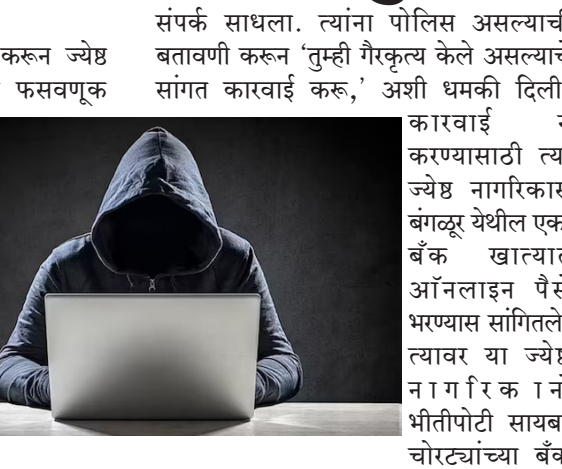 करून ज्येष्ठ
फसवणूक
संपर्क साधला. त्यांना पोलिस असल्याची
बतावणी करून ‘तुम्ही गैरकृत्य केले असल्याचे
सांगत कारवाई करू,’ अशी धमकी दिली
कारवाई
करण्यासाठी त्या
ज्येष्ठ नागरिकास
बंगळूर येथील एक
बँक खात्यात
ऑनलाइन पैसे
भरण्यास सांगितले
त्यावर या ज्येष्ठ
नागरिकाने
भीतीपोटी सायबर
चोरट्यांच्या बँक